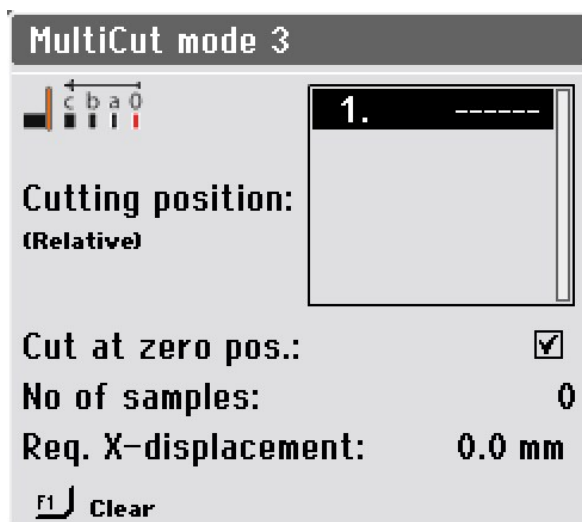 MultiCut mode 3
c b a 0
1. ------
Cutting position:
(Relative)
Cut at zero pos.:
No of samples: 0
Req. X-displacement: 0.0 mm
F1 Clear